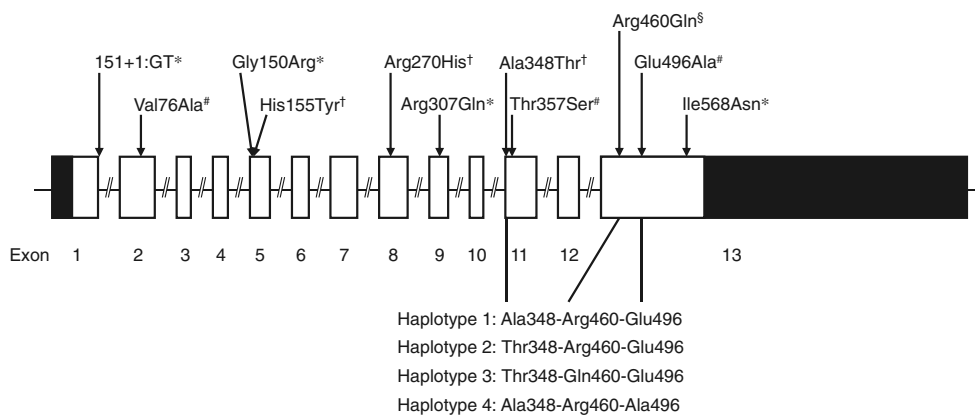 Arg460Gln§
151+1:GT* Gly150Arg* Arg270His† Ala348Thr† Glu496Ala#
Val76Ala# His155Tyr† Arg307Gln* Thr357Ser# Ile568Asn*
Exon 1 2 3 4 5 6 7 8 9 10 11 12 13
Haplotype 1: Ala348-Arg460-Glu496
Haplotype 2: Thr348-Arg460-Glu496
Haplotype 3: Thr348-Gln460-Glu496
Haplotype 4: Ala348-Arg460-Ala496